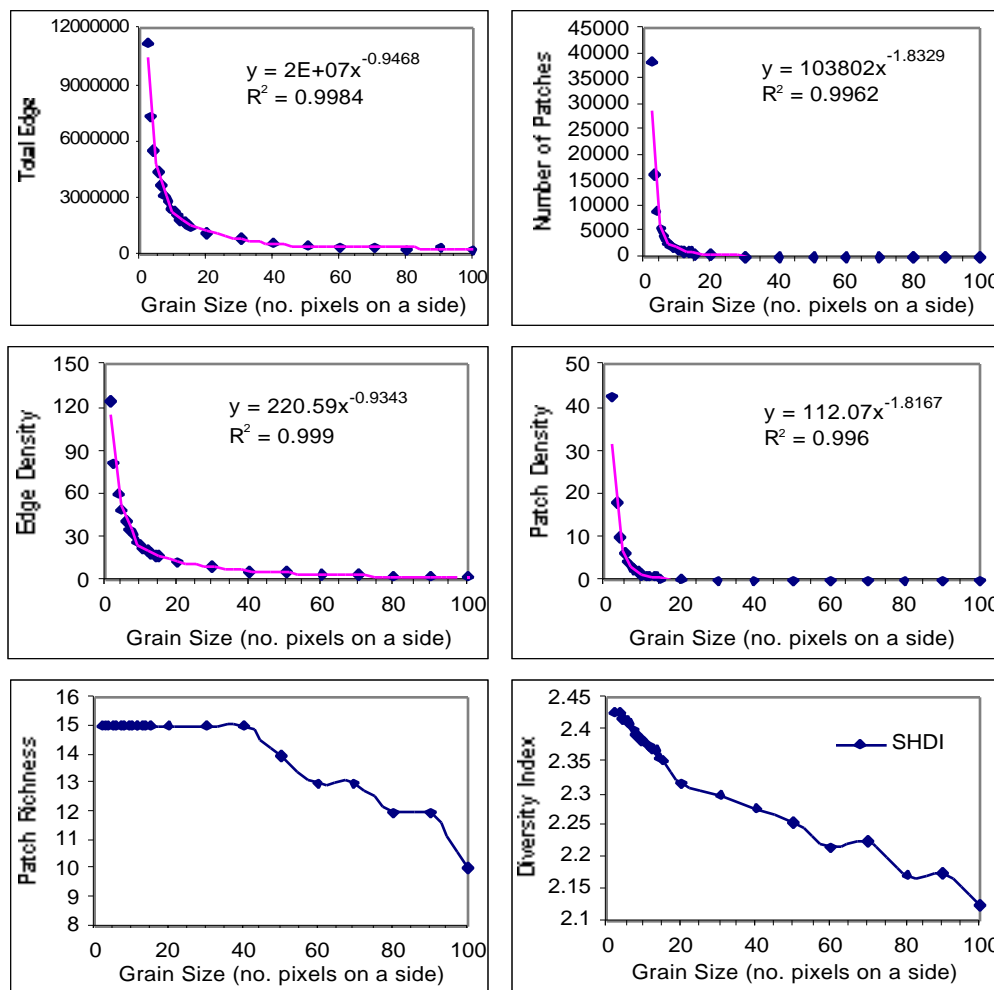 Total Edge
12000000
9000000
6000000
3000000
0
y = 2E+07x^-0.9468
R² = 0.9984
0 20 40 60 80 100
Grain Size (no. pixels on a side)
Number of Patches
45000
40000
35000
30000
25000
20000
15000
10000
5000
0
y = 103802x^-1.8329
R² = 0.9962
0 20 40 60 80 100
Grain Size (no. pixels on a side)
Edge Density
150
120
90
60
30
0
y = 220.59x^-0.9343
R² = 0.999
0 20 40 60 80 100
Grain Size (no. pixels on a side)
Patch Density
50
40
30
20
10
0
y = 112.07x^-1.8167
R² = 0.996
0 20 40 60 80 100
Grain Size (no. pixels on a side)
Patch Richness
16
15
14
13
12
11
10
9
8
0 20 40 60 80 100
Grain Size (no. pixels on a side)
Diversity Index
2.45
2.4
2.35
2.3
2.25
2.2
2.15
2.1
SHDI
0 20 40 60 80 100
Grain Size (no. pixels on a side)